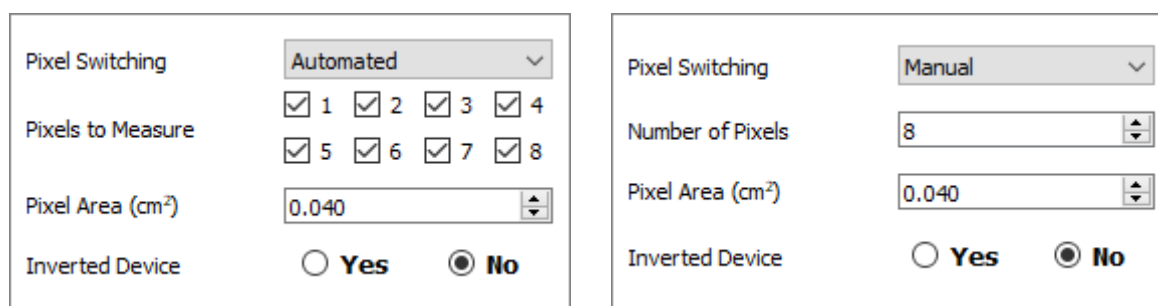 Pixel Switching Automated
Pixels to Measure
1 2 3 4
5 6 7 8
Pixel Area (cm²) 0.040
Inverted Device Yes No
Pixel Switching Manual
Number of Pixels 8
Pixel Area (cm²) 0.040
Inverted Device Yes No